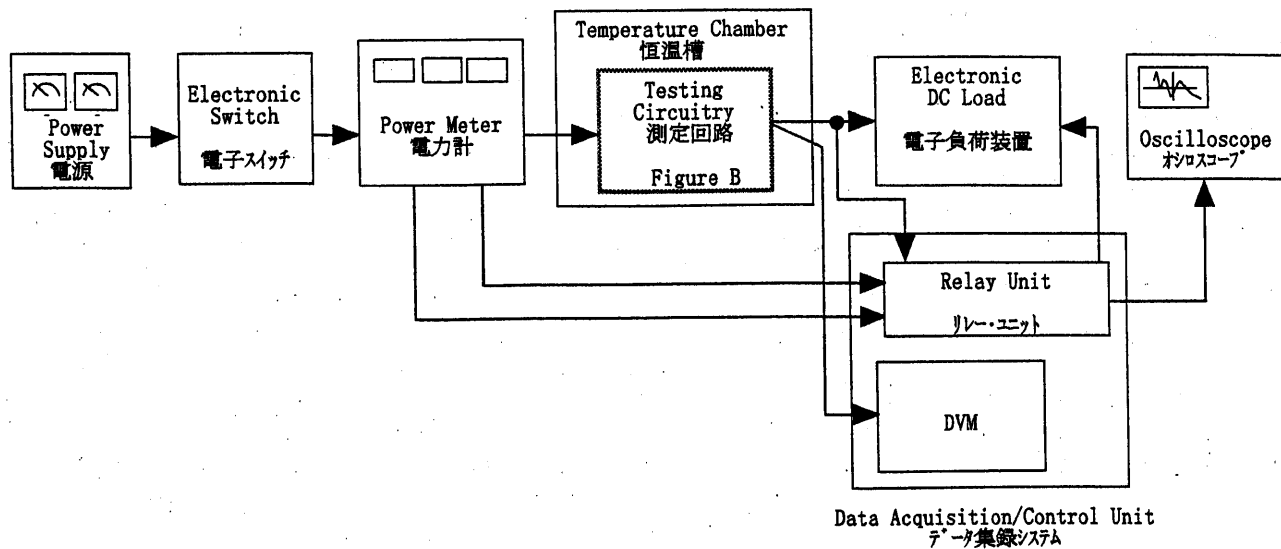 Power
Supply
電源
Electronic
Switch
電子スイッチ
Power Meter
電力計
Temperature Chamber
恒温槽
Testing
Circuitry
測定回路
Figure B
Electronic
DC Load
電子負荷装置
Oscilloscope
オシロスコープ
Relay Unit
リレー・ユニット
DVM
Data Acquisition/Control Unit
データ集録システム